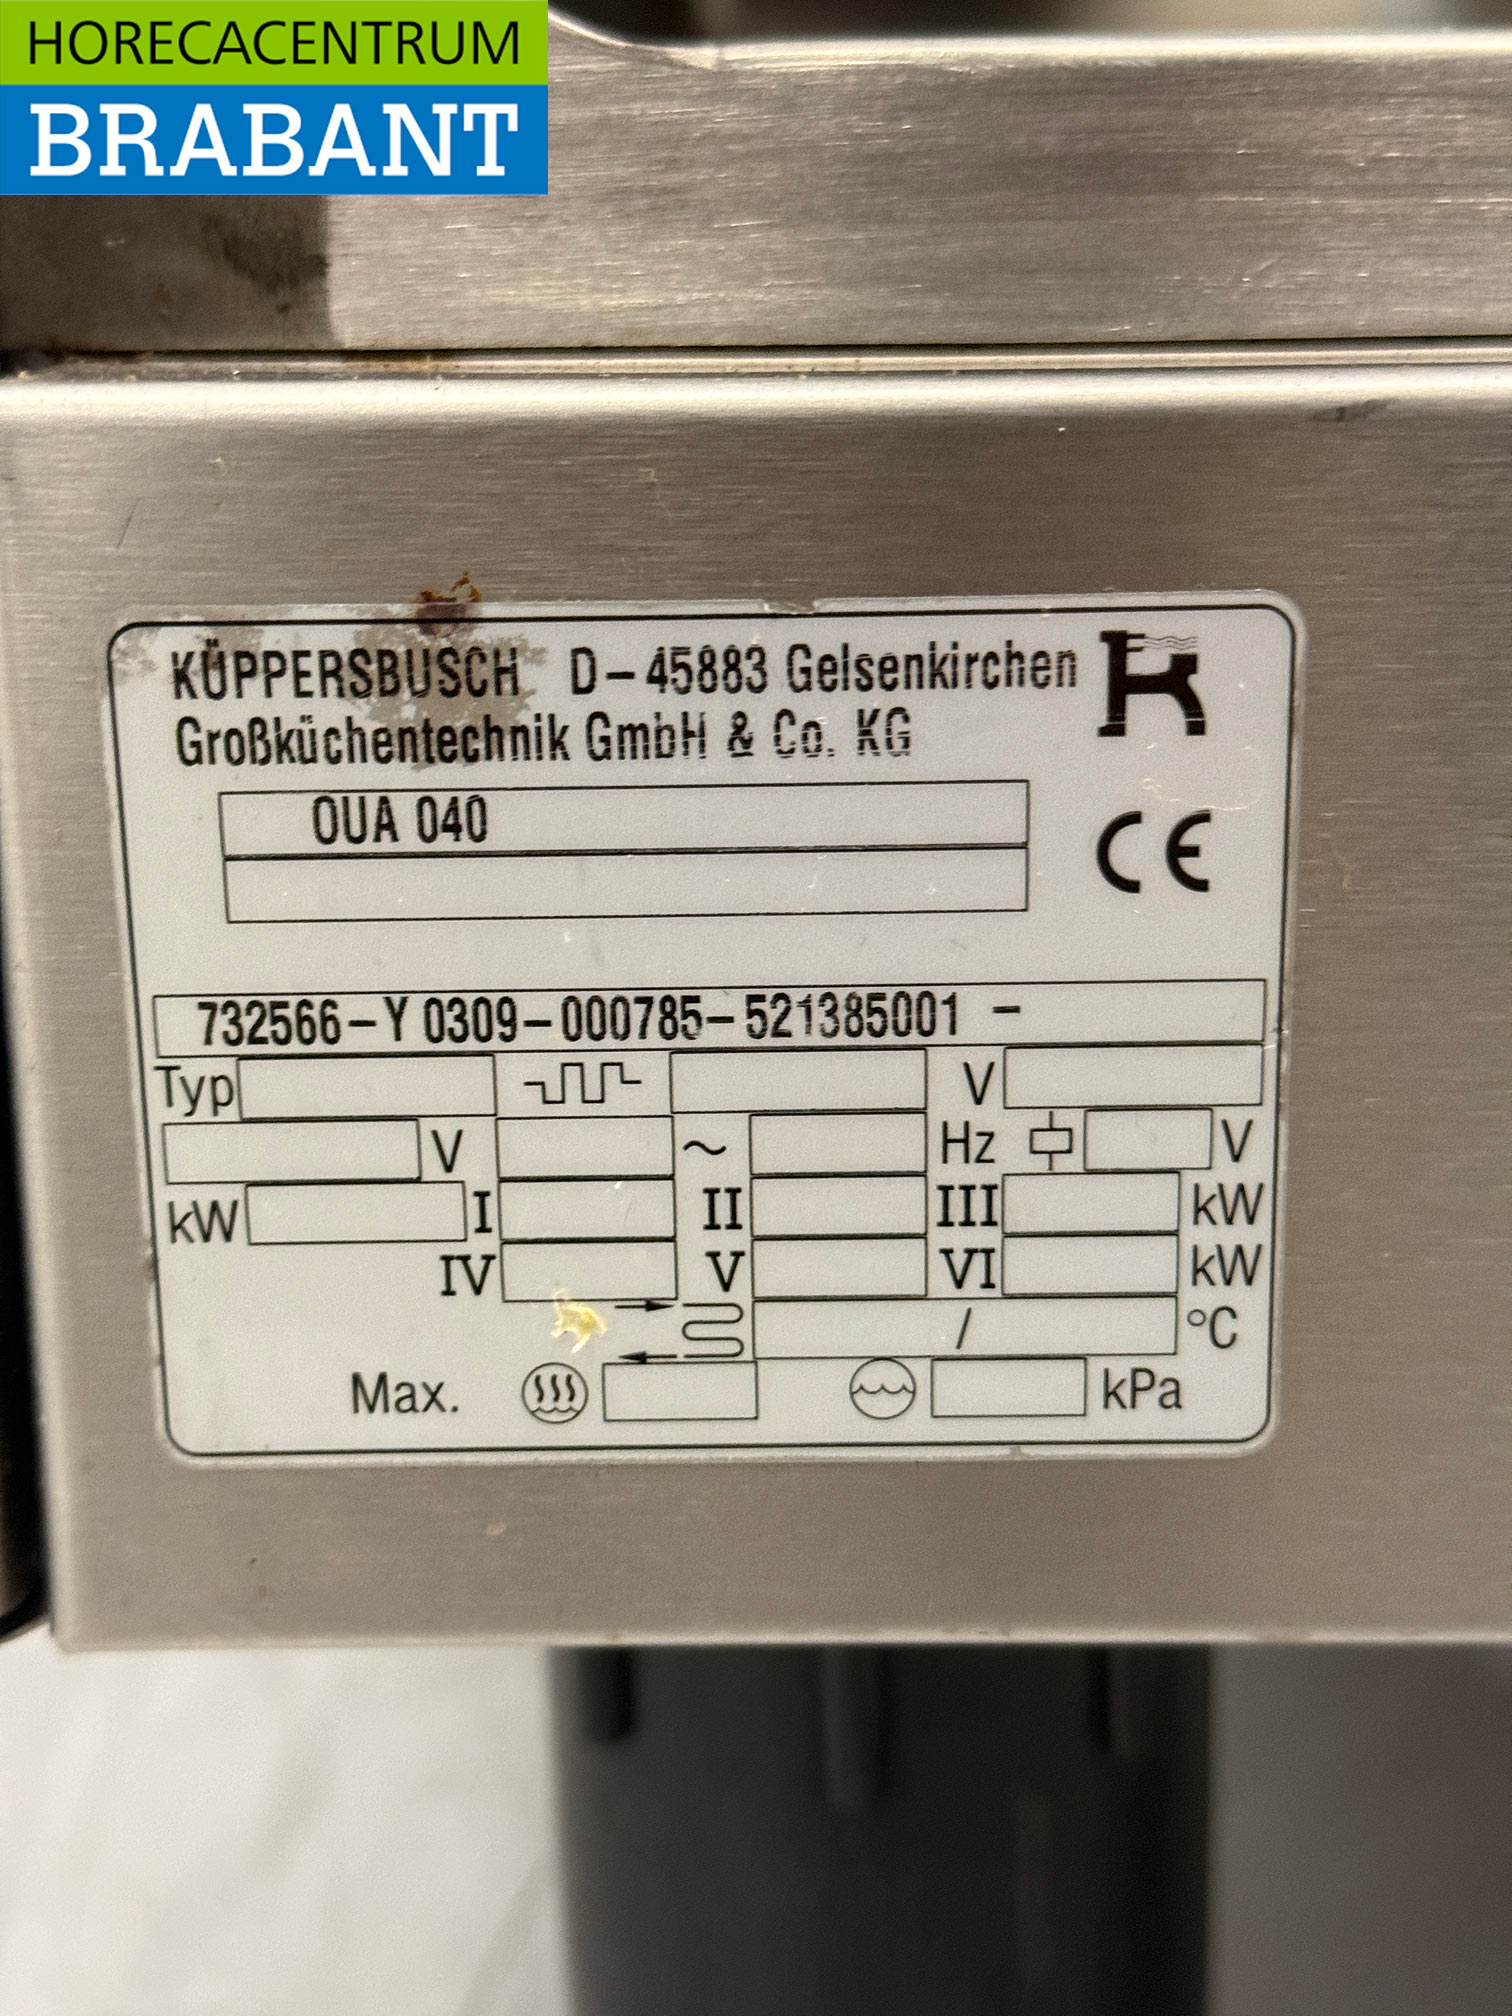 HORECACENTRUM
BRABANT
KÜPPERSBUSCH D-45883 Gelsenkirchen
Großküchentechnik GmbH & Co. KG
OUA 040
CE
732566-Y 0309-000785-521385001 -
Typ V
V ~ Hz V
kW I II III kW
IV V VI kW
/ °C
Max. kPa